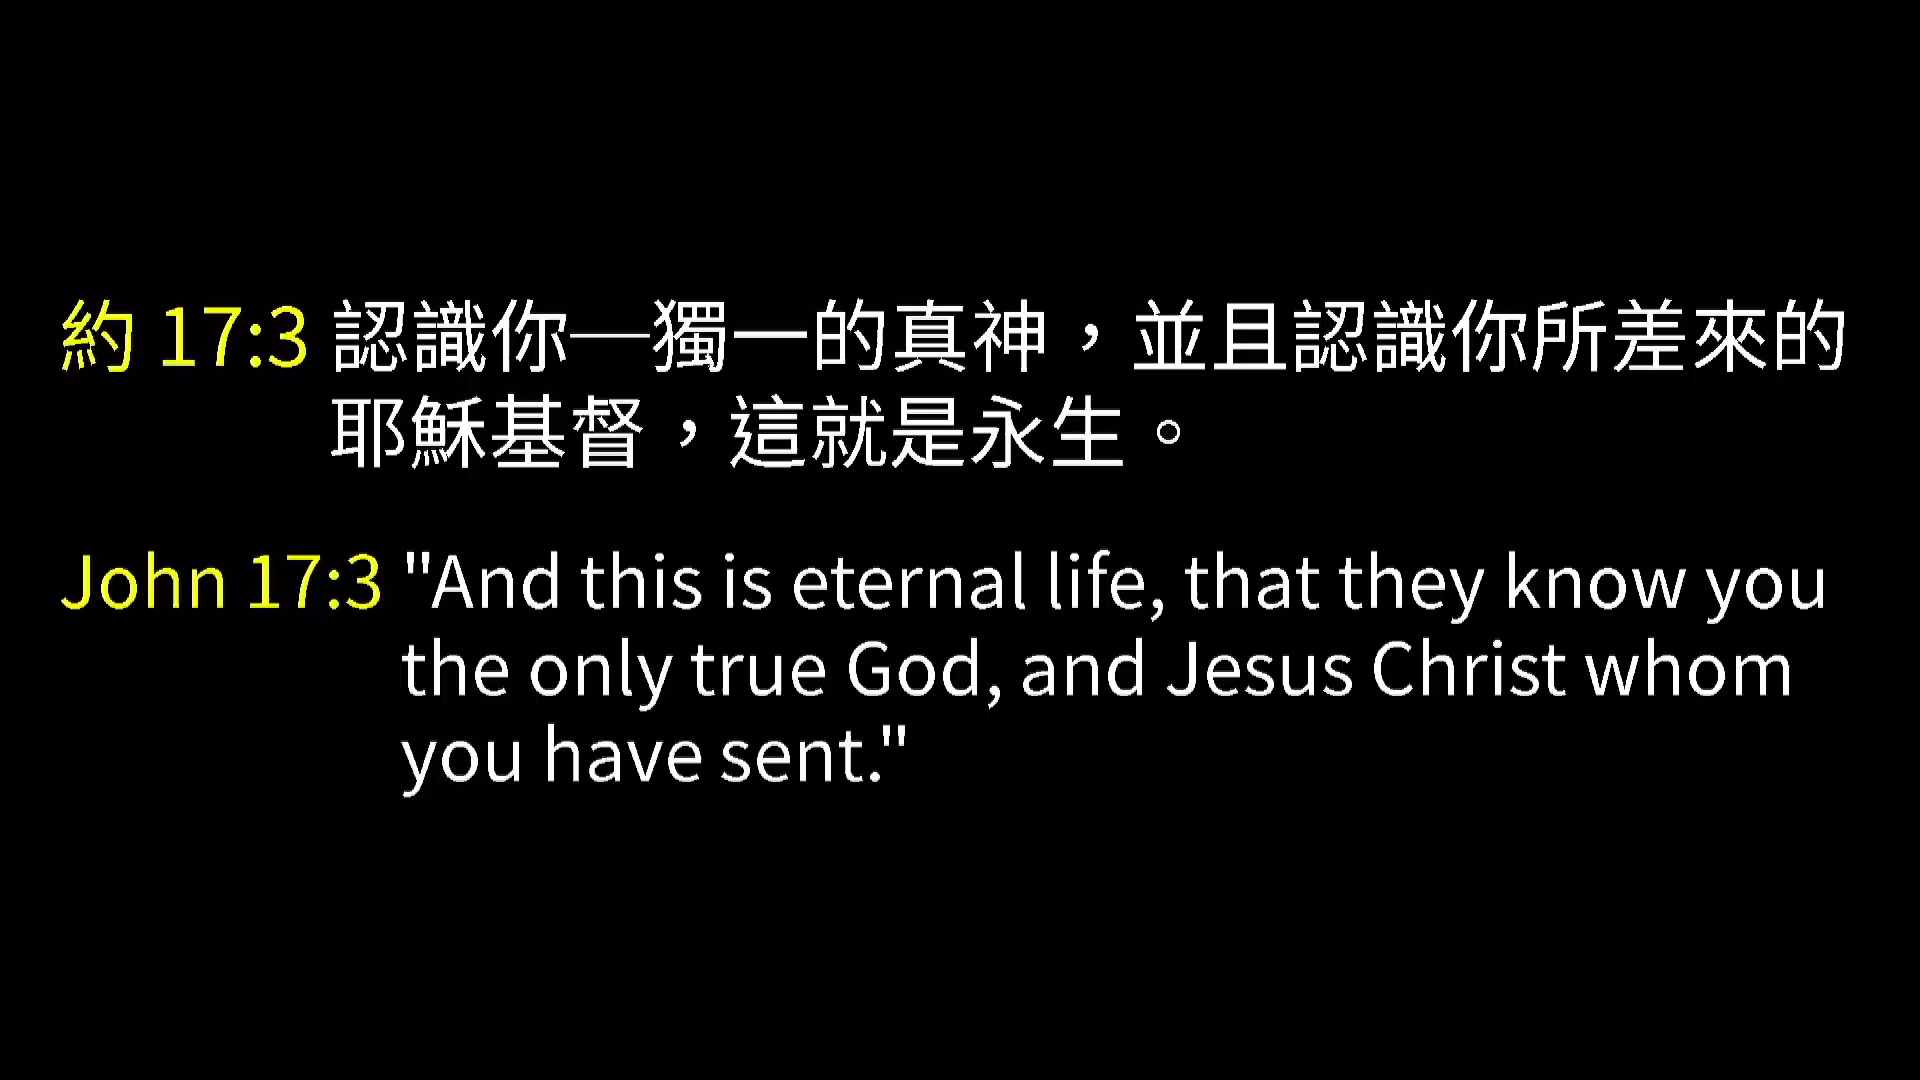 約 17:3 認識你─獨一的真神，並且認識你所差來的
耶穌基督，這就是永生。
John 17:3 "And this is eternal life, that they know you
the only true God, and Jesus Christ whom
you have sent."